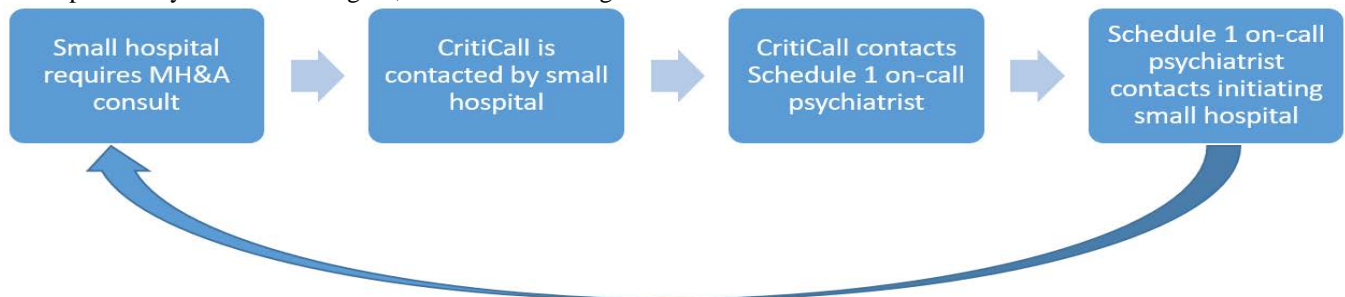 Small hospital
requires MH&A
consult
CritiCall is
contacted by small
hospital
CritiCall contacts
Schedule 1 on-call
psychiatrist
Schedule 1 on-call
psychiatrist
contacts initiating
small hospital